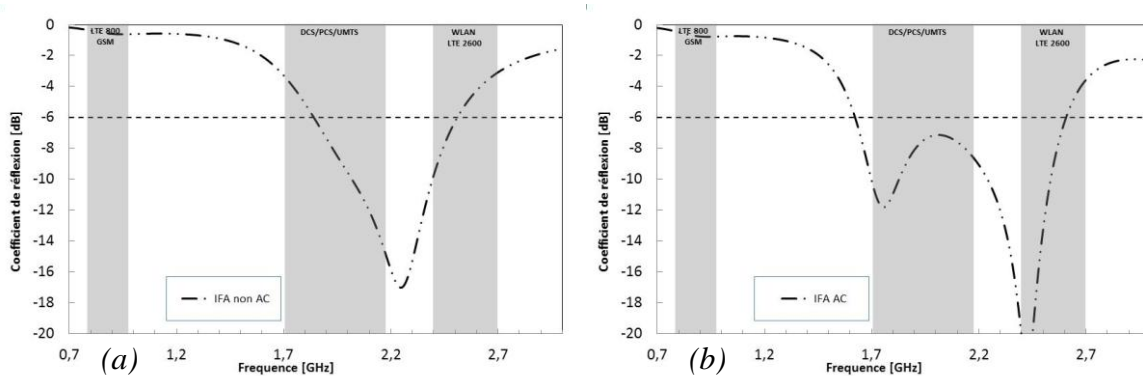 LTE 800
GSM
DCS/PCS/UMTS
WLAN
LTE 2600
Coefficient de réflexion [dB]
0
-2
-4
-6
-8
-10
-12
-14
-16
-18
-20
IFA non AC
0,7
1,2
1,7
2,2
2,7
(a)
Frequence [GHz]
LTE 800
GSM
DCS/PCS/UMTS
WLAN
LTE 2600
Coefficient de réflexion [dB]
0
-2
-4
-6
-8
-10
-12
-14
-16
-18
-20
IFA AC
0,7
1,2
1,7
2,2
2,7
(b)
Frequence [GHz]